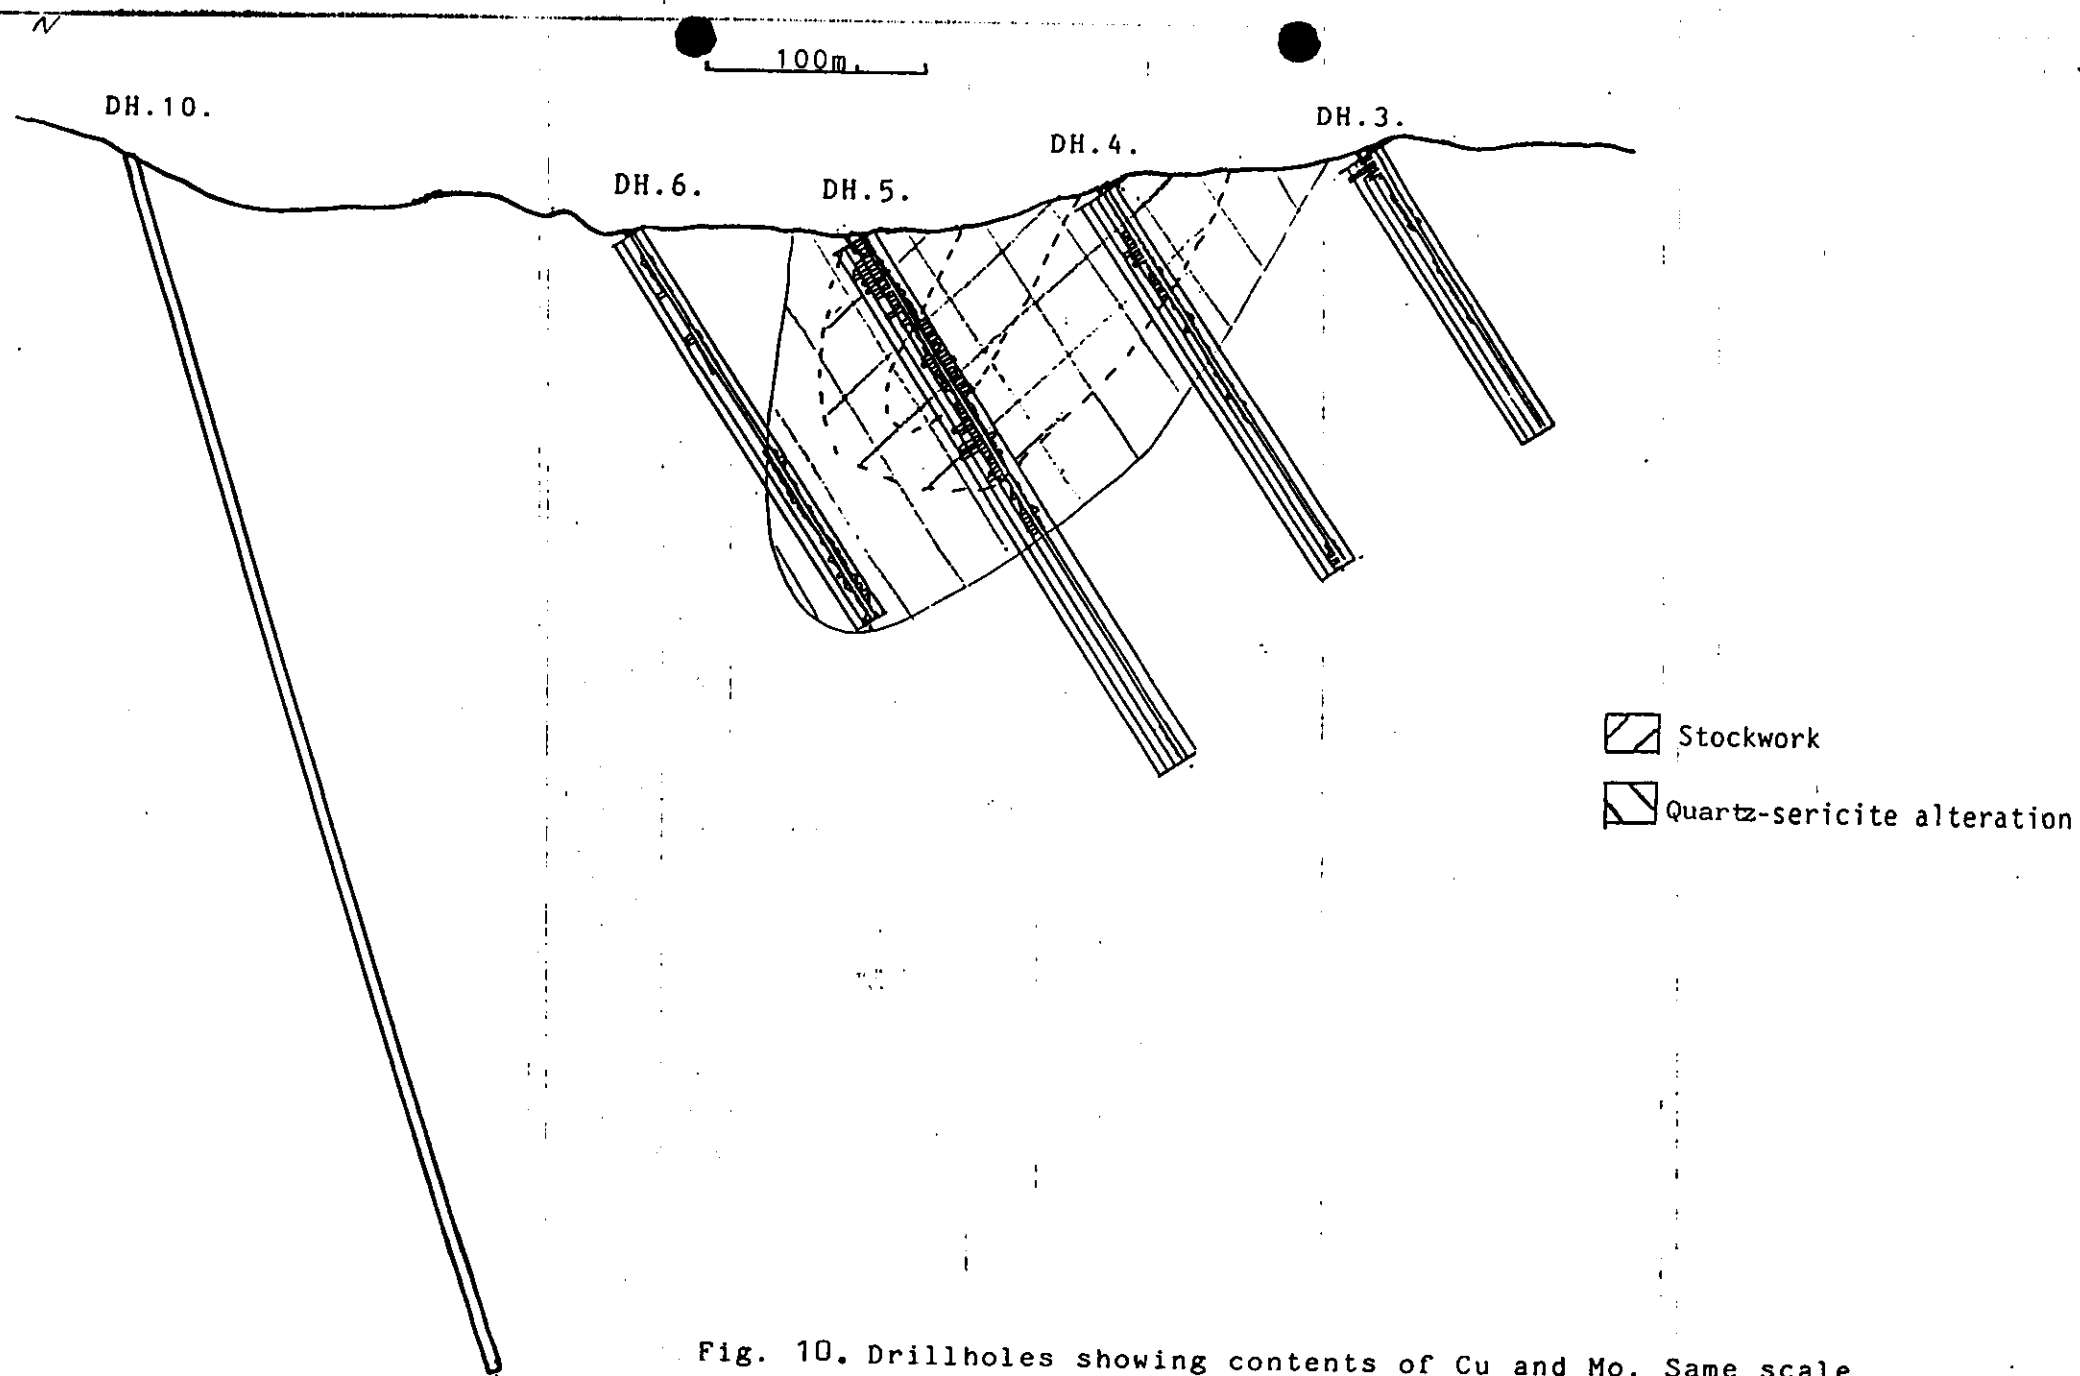 N
100m.
DH.10.
DH.3.
DH.4.
DH.6.
DH.5.
Stockwork
Quartz-sericite alteration
Fig. 10. Drillholes showing contents of Cu and Mo. Same scale